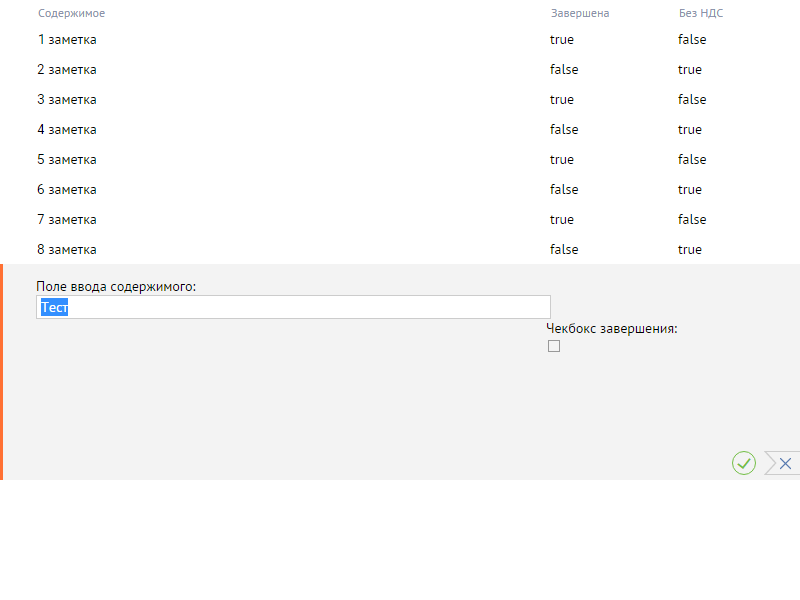 Содержимое Завершена Без НДС
1 заметка true false
2 заметка false true
3 заметка true false
4 заметка false true
5 заметка true false
6 заметка false true
7 заметка true false
8 заметка false true
Поле ввода содержимого:
Тест
Чекбокс завершения: